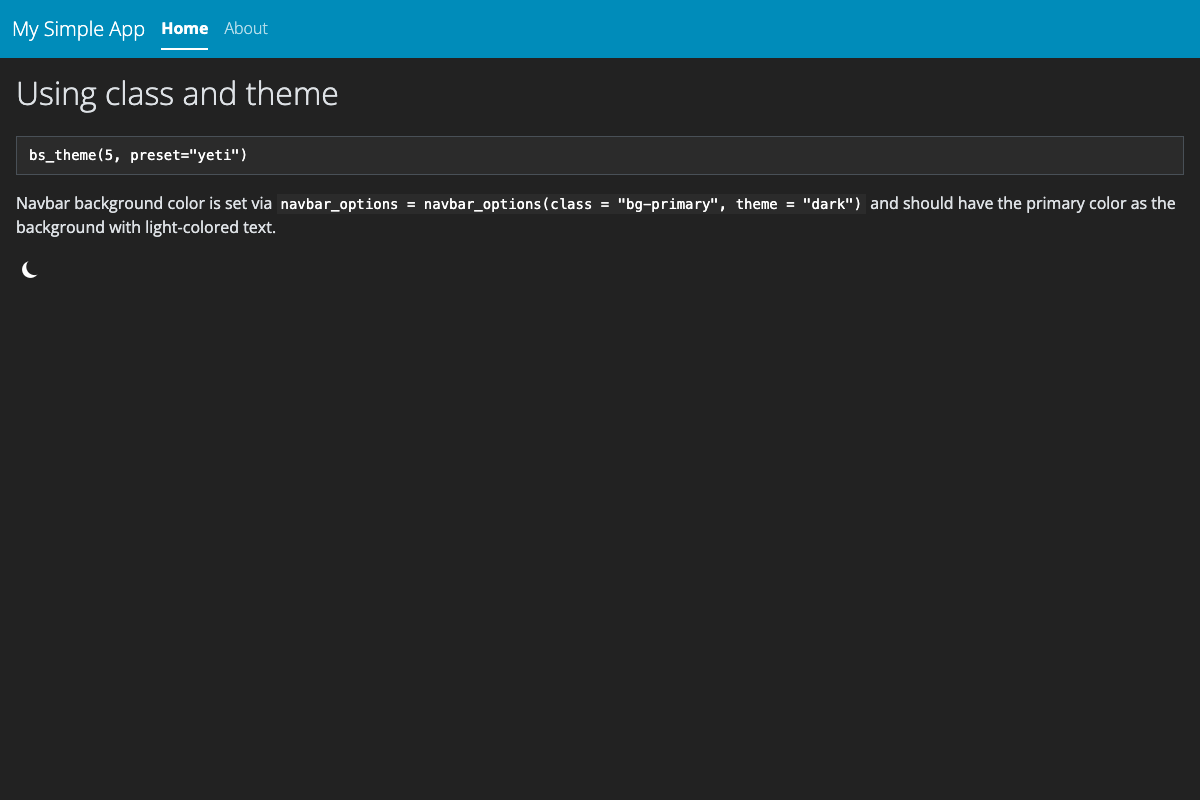 My Simple App Home About
Using class and theme
bs_theme(5, preset="yeti")
Navbar background color is set via navbar_options = navbar_options(class = "bg-primary", theme = "dark") and should have the primary color as the
background with light-colored text.